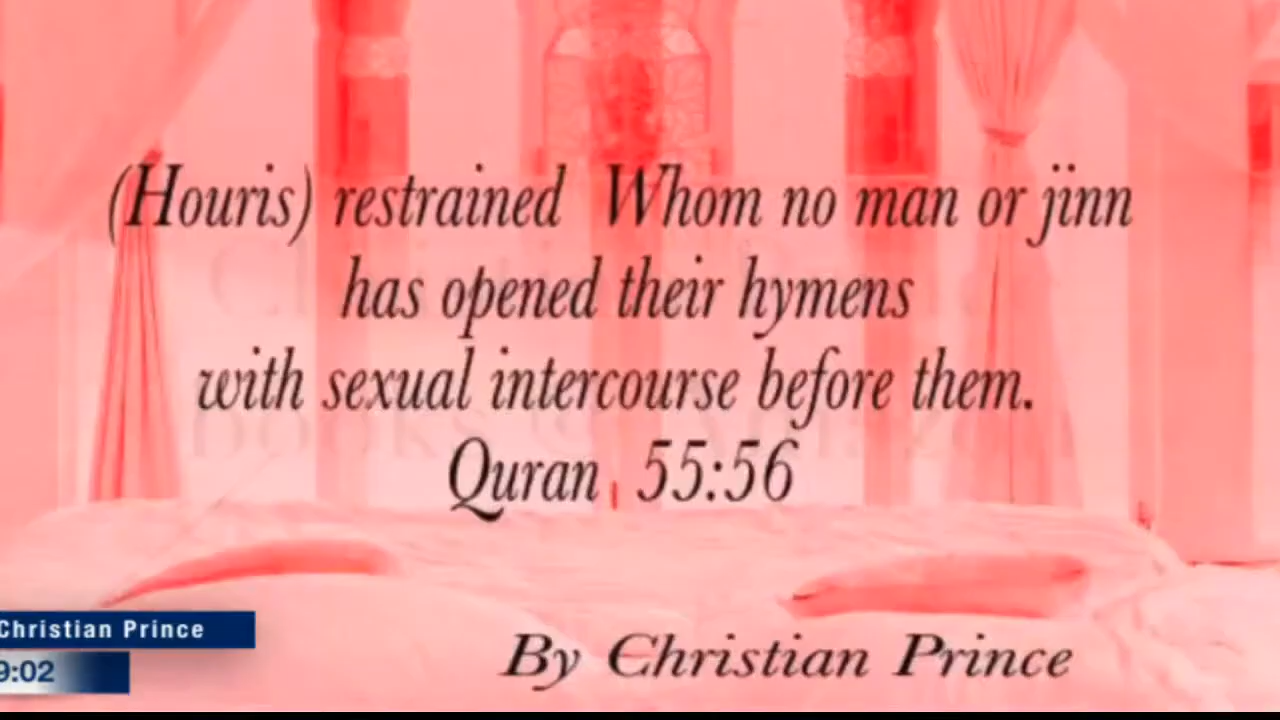 (Houris) restrained Whom no man or jinn
has opened their hymens
with sexual intercourse before them.
Quran 55:56
Christian Prince
9:02
By Christian Prince